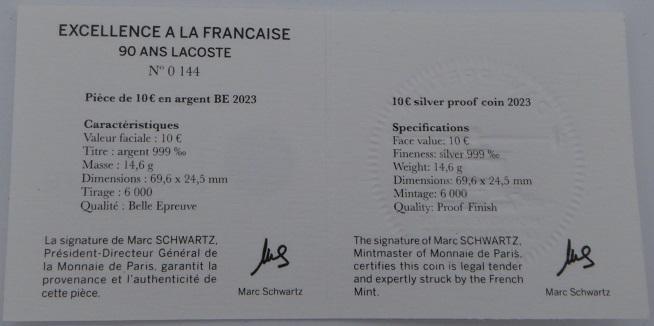 EXCELLENCE A LA FRANCAISE
90 ANS LACOSTE
N° 0 144
Pièce de 10 € en argent BE 2023
Caractéristiques
Valeur faciale : 10 €
Titre : argent 999 ‰
Masse : 14,6 g
Dimensions : 69,6 x 24,5 mm
Tirage : 6 000
Qualité : Belle Epreuve
La signature de Marc SCHWARTZ,
Président-Directeur Général de
la Monnaie de Paris, garantit la
provenance et l'authenticité de
cette pièce.
Marc Schwartz
10 € silver proof coin 2023
Specifications
Face value: 10 €
Fineness: silver 999 ‰
Weight: 14,6 g
Dimensions: 69,6 x 24,5 mm
Mintage: 6 000
Quality: Proof Finish
The signature of Marc SCHWARTZ,
Mintmaster of Monnaie de Paris,
certifies this coin is legal tender
and expertly struck by the French
Mint.
Marc Schwartz